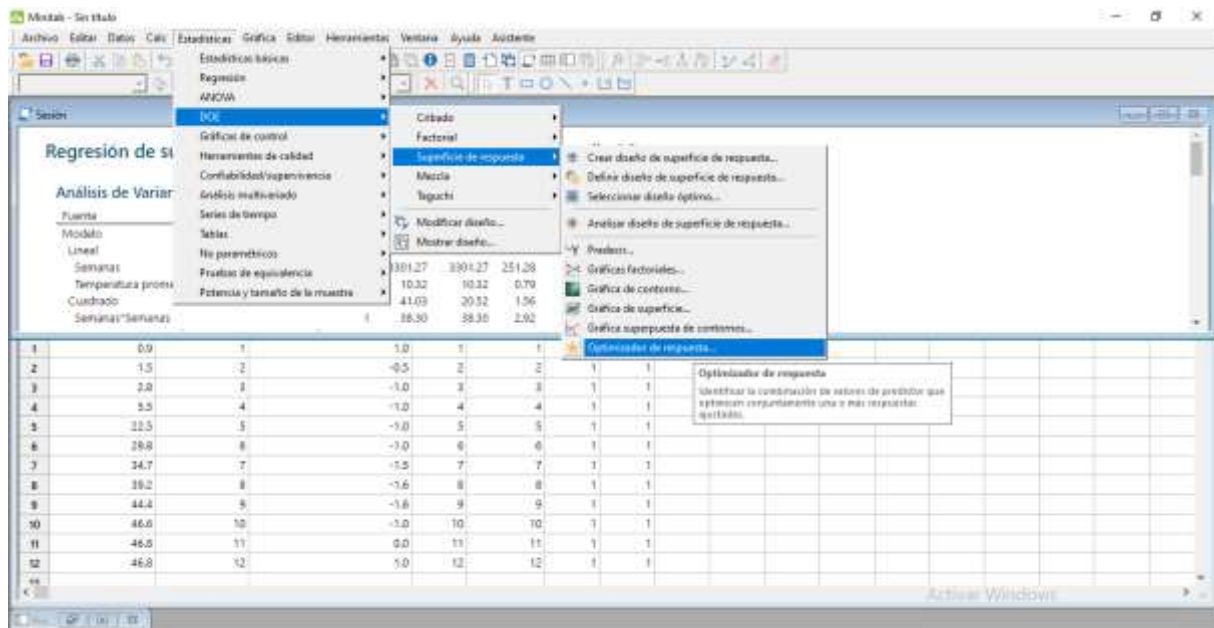 Minitab - Sin título
Archivo Editar Datos Calc Estadísticas Gráfica Editor Herramientas Ventana Ayuda Asistente
Estadísticas básicas
Regresión
ANOVA
DOE
Gráficas de control
Herramientas de calidad
Confiabilidad/supervivencia
Análisis multivariado
Series de tiempo
Tablas
No paramétricos
Pruebas de equivalencia
Potencia y tamaño de la muestra
Cribado
Factorial
Superficie de respuesta
Mezcla
Taguchi
Modificar diseño...
Mostrar diseño...
Crear diseño de superficie de respuesta...
Definir diseño de superficie de respuesta...
Seleccionar diseño óptimo...
Analizar diseño de superficie de respuesta...
Predecir...
Gráficas factoriales...
Gráfica de contorno...
Gráfica de superficie...
Gráfica superpuesta de contornos...
Optimizador de respuesta...
Optimizador de respuesta
Identificar la combinación de valores de predictor que
optimicen conjuntamente una o más respuestas
ajustadas.
Sesión
Regresión de su
Análisis de Varian
Fuente
Modelo
Lineal
Semanas 3301.27 3301.27 251.28
Temperatura prome 10.32 10.32 0.79
Cuadrado 41.03 20.52 1.56
Semanas*Semanas 1 38.30 38.30 2.92
1 0.9 1 1.0 1 1
2 1.5 2 -0.5 2 2 1 1
3 2.8 3 -1.0 3 3 1 1
4 5.5 4 -1.0 4 4 1 1
5 22.5 5 -1.0 5 5 1 1
6 29.8 6 -1.0 6 6 1 1
7 34.7 7 -1.5 7 7 1 1
8 39.2 8 -1.6 8 8 1 1
9 44.4 9 -1.6 9 9 1 1
10 46.6 10 -1.0 10 10 1 1
11 46.8 11 0.0 11 11 1 1
12 46.8 12 1.0 12 12 1 1
Activar Windows